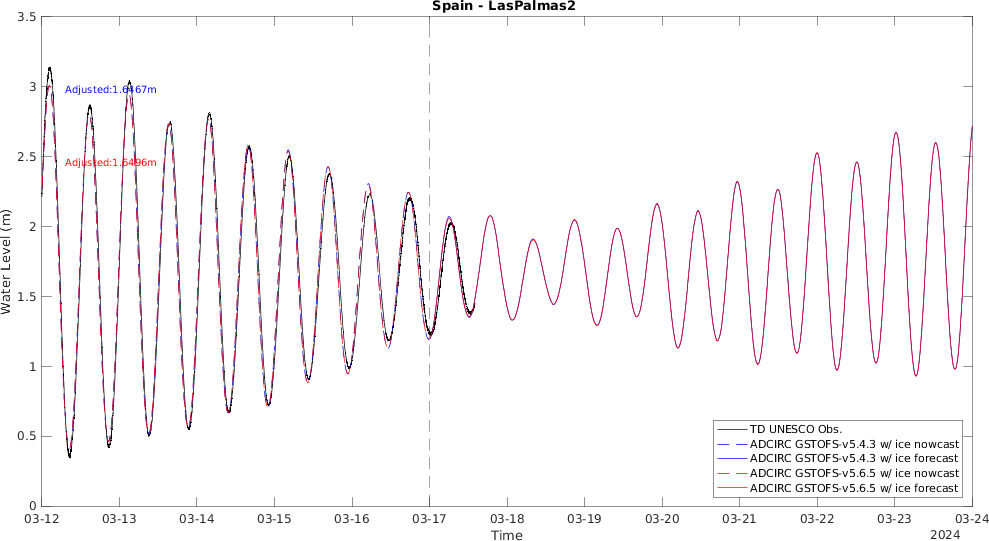 Spain - LasPalmas2
3.5
3
2.5
2
1.5
1
0.5
0
Water Level (m)
Adjusted:1.6467m
Adjusted:1.6496m
TD UNESCO Obs.
ADCIRC GSTOFS-v5.4.3 w/ ice nowcast
ADCIRC GSTOFS-v5.4.3 w/ ice forecast
ADCIRC GSTOFS-v5.6.5 w/ ice nowcast
ADCIRC GSTOFS-v5.6.5 w/ ice forecast
03-12 03-13 03-14 03-15 03-16 03-17 03-18 03-19 03-20 03-21 03-22 03-23 03-24
Time
2024